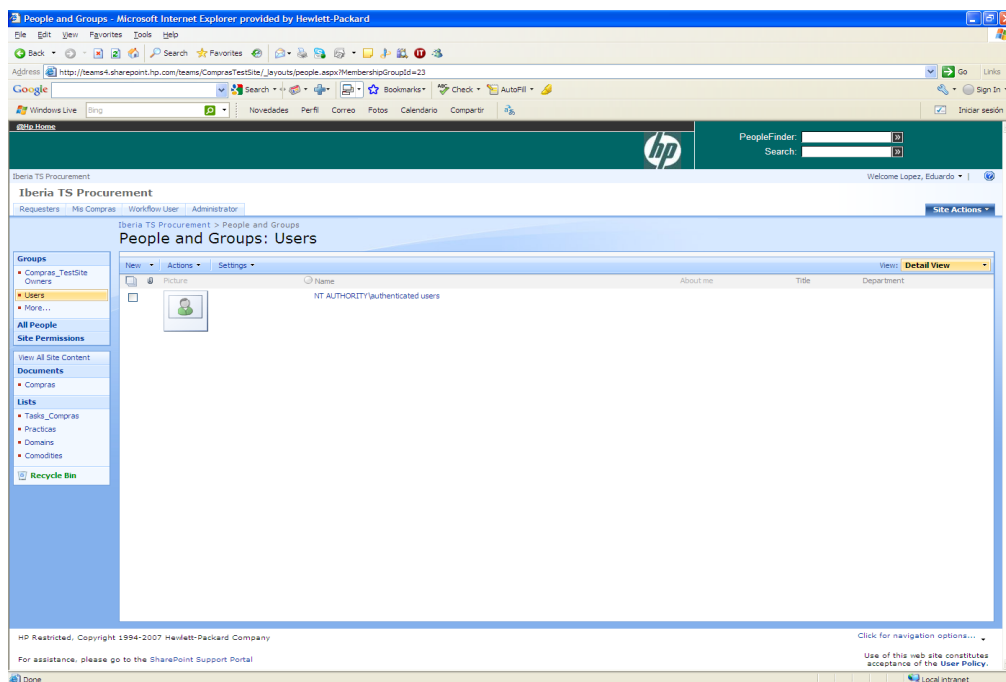 People and Groups - Microsoft Internet Explorer provided by Hewlett-Packard
File Edit View Favorites Tools Help
Back Search Favorites
Address http://teams4.sharepoint.hp.com/teams/ComprasTestSite/_layouts/people.aspx?MembershipGroupId=23 Go Links
Google Search Bookmarks Check AutoFill Sign In
Windows Live Bing Novedades Perfil Correo Fotos Calendario Compartir Iniciar sesión
@Hp Home
hp
PeopleFinder:
Search:
Iberia TS Procurement Welcome Lopez, Eduardo
Iberia TS Procurement
Requesters Mis Compras Workflow User Administrator Site Actions
Iberia TS Procurement > People and Groups
People and Groups: Users
Groups
Compras_TestSite Owners
Users
More...
All People
Site Permissions
View All Site Content
Documents
Compras
Lists
Tasks_Compras
Practicas
Domains
Comodities
Recycle Bin
New Actions Settings View: Detail View
Picture Name About me Title Department
NT AUTHORITY\authenticated users
HP Restricted, Copyright 1994-2007 Hewlett-Packard Company Click for navigation options...
For assistance, please go to the SharePoint Support Portal
Use of this web site constitutes
acceptance of the User Policy.
Done Local intranet